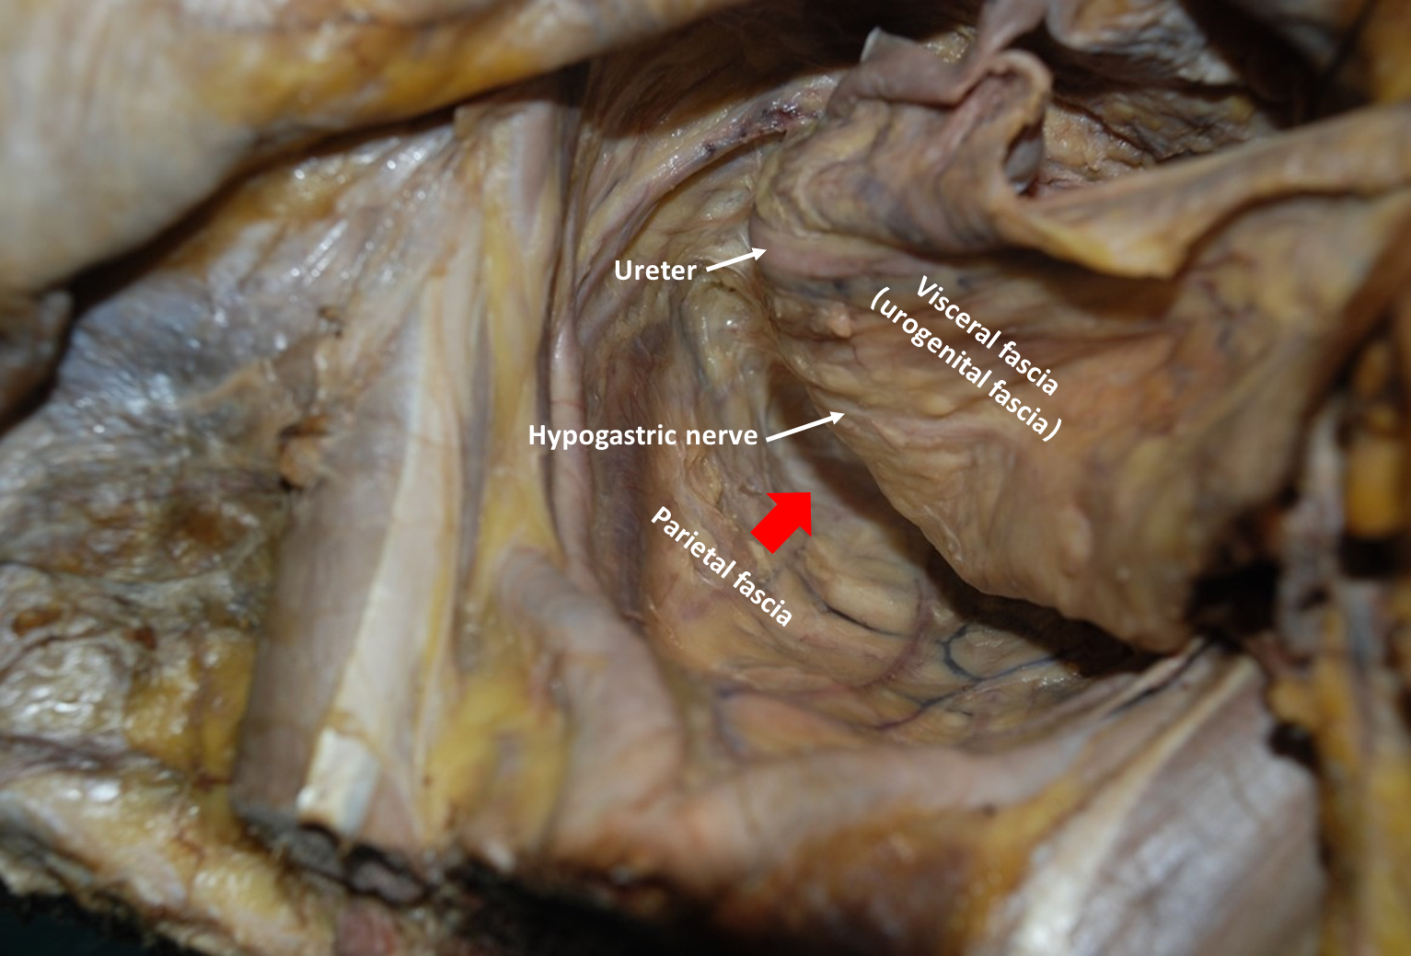 Ureter
Visceral fascia
(urogenital fascia)
Hypogastric nerve
Parietal fascia